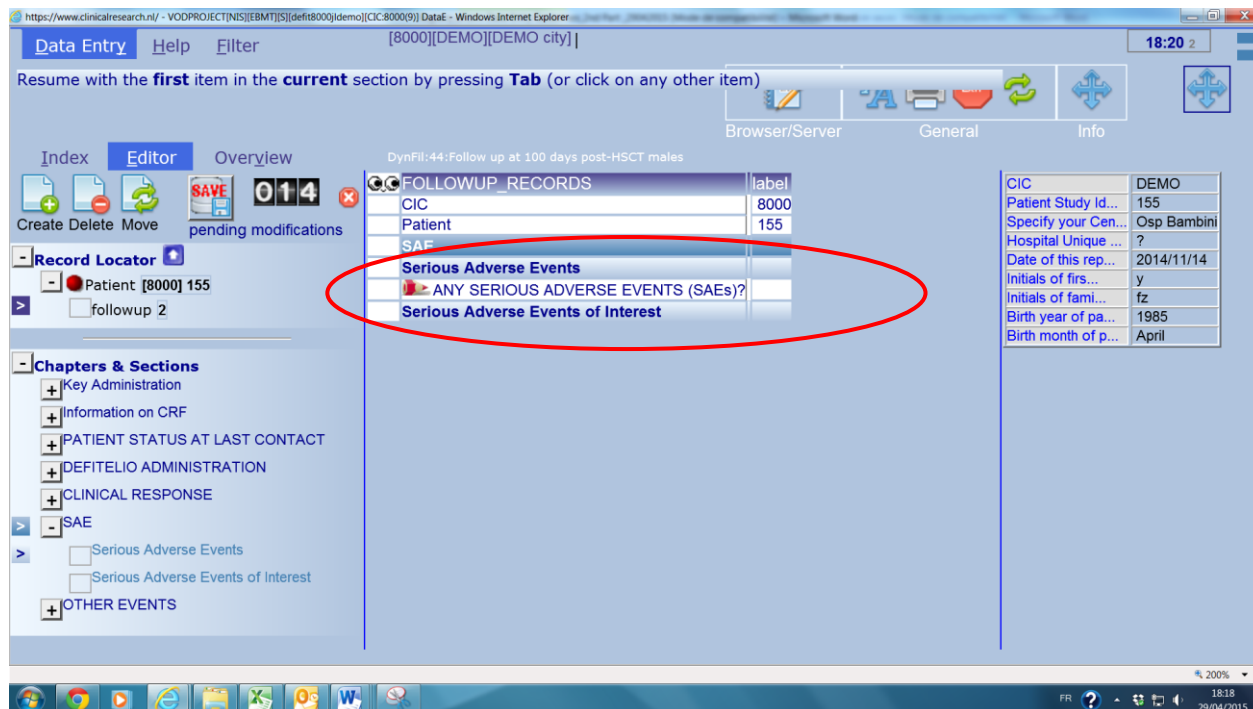 https://www.clinicalresearch.nl/ - VODPROJECT[NIS][EBMT][S][defit8000jldemo][CIC:8000(9)] DataE - Windows Internet Explorer
Data Entry Help Filter
[8000][DEMO][DEMO city]
18:20 2
Resume with the first item in the current section by pressing Tab (or click on any other item)
Browser/Server General Info
Index Editor Overview
DynFil:44:Follow up at 100 days post-HSCT males
Create Delete Move
SAVE
014
pending modifications
Record Locator
Patient [8000] 155
followup 2
Chapters & Sections
Key Administration
Information on CRF
PATIENT STATUS AT LAST CONTACT
DEFITELIO ADMINISTRATION
CLINICAL RESPONSE
SAE
Serious Adverse Events
Serious Adverse Events of Interest
OTHER EVENTS
FOLLOWUP_RECORDS label
CIC 8000
Patient 155
SAE
Serious Adverse Events
ANY SERIOUS ADVERSE EVENTS (SAEs)?
Serious Adverse Events of Interest
CIC DEMO
Patient Study Id... 155
Specify your Cen... Osp Bambini
Hospital Unique ... ?
Date of this rep... 2014/11/14
Initials of firs... y
Initials of fami... fz
Birth year of pa... 1985
Birth month of p... April
200%
FR
18:18
29/04/2015